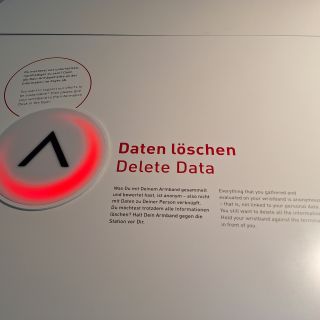 Daten löschen
Delete Data
Was Du mit Deinem Armband gesammelt
und bewertet hast, ist anonym – also nicht
mit Daten zu Deiner Person verknüpft.
Du möchtest trotzdem alle Informationen
löschen? Halt Dein Armband gegen die
Station vor Dir.
Everything that you gathered and
evaluated on your wristband is anonymous
– that is, not linked to your personal data.
You still want to delete all the information?
Hold your wristband against the terminal
in front of you.